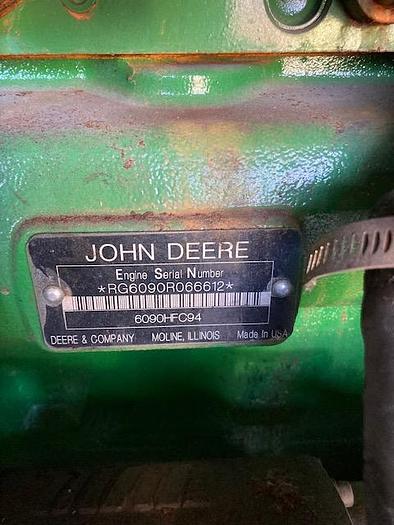 JOHN DEERE
Engine Serial Number
*RG6090R066612*
6090HFC94
DEERE & COMPANY MOLINE, ILLINOIS Made In USA